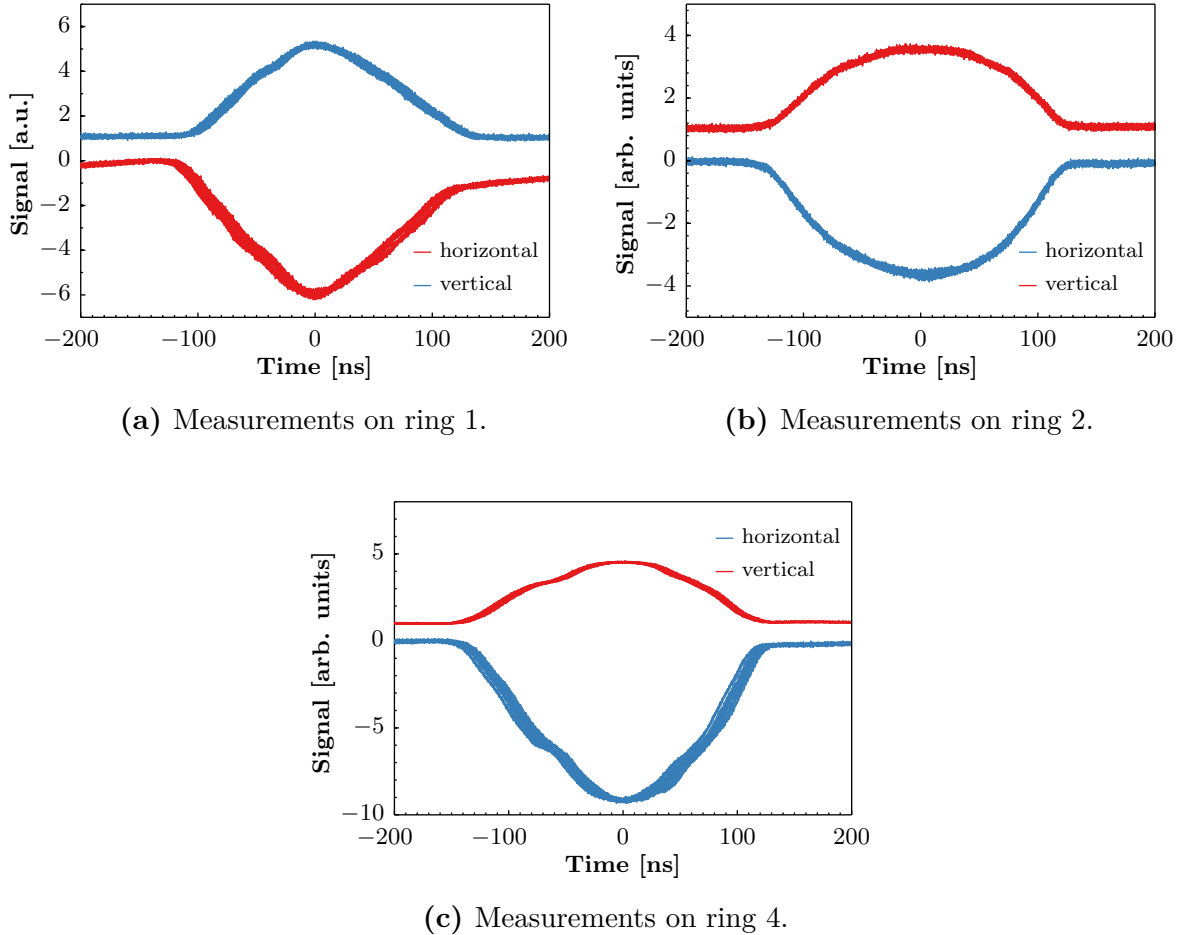 6
4
2
0
−2
−4
−6
Signal [a.u.]
horizontal
vertical
−200
−100
0
100
200
Time [ns]
(a) Measurements on ring 1.
4
2
0
−2
−4
Signal [arb. units]
horizontal
vertical
−200
−100
0
100
200
Time [ns]
(b) Measurements on ring 2.
5
0
−5
−10
Signal [arb. units]
horizontal
vertical
−200
−100
0
100
200
Time [ns]
(c) Measurements on ring 4.